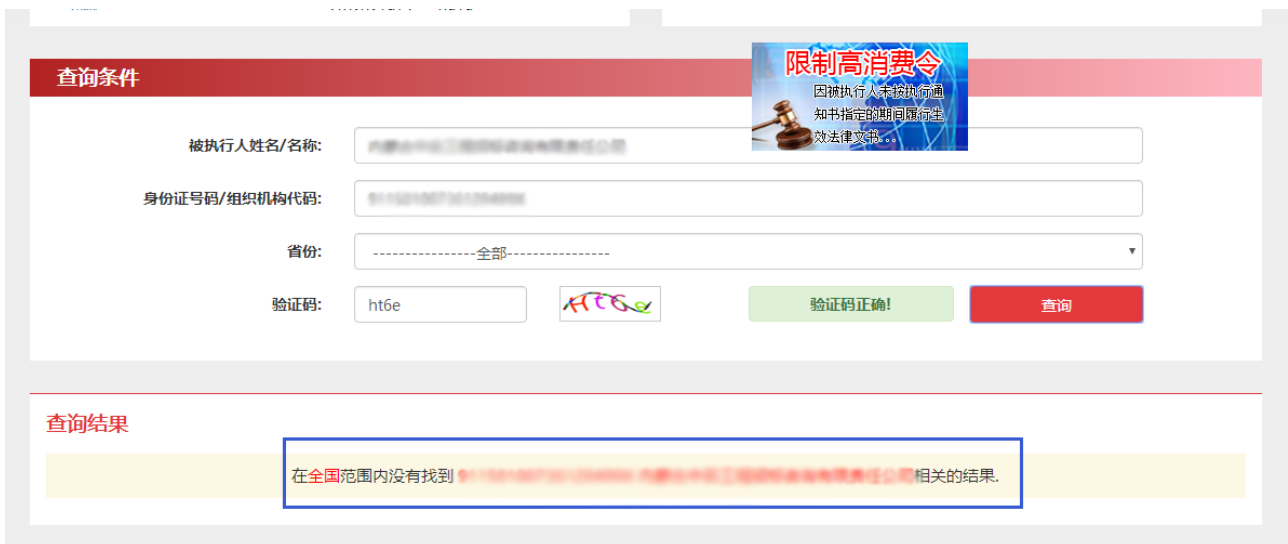 查询条件
限制高消费令
因被执行人未按执行通
知书指定的期间履行生
效法律文书...
被执行人姓名/名称:
身份证号码/组织机构代码:
省份: ----------------全部----------------
验证码: ht6e Ht6e 验证码正确! 查询
查询结果
在全国范围内没有找到 相关的结果.